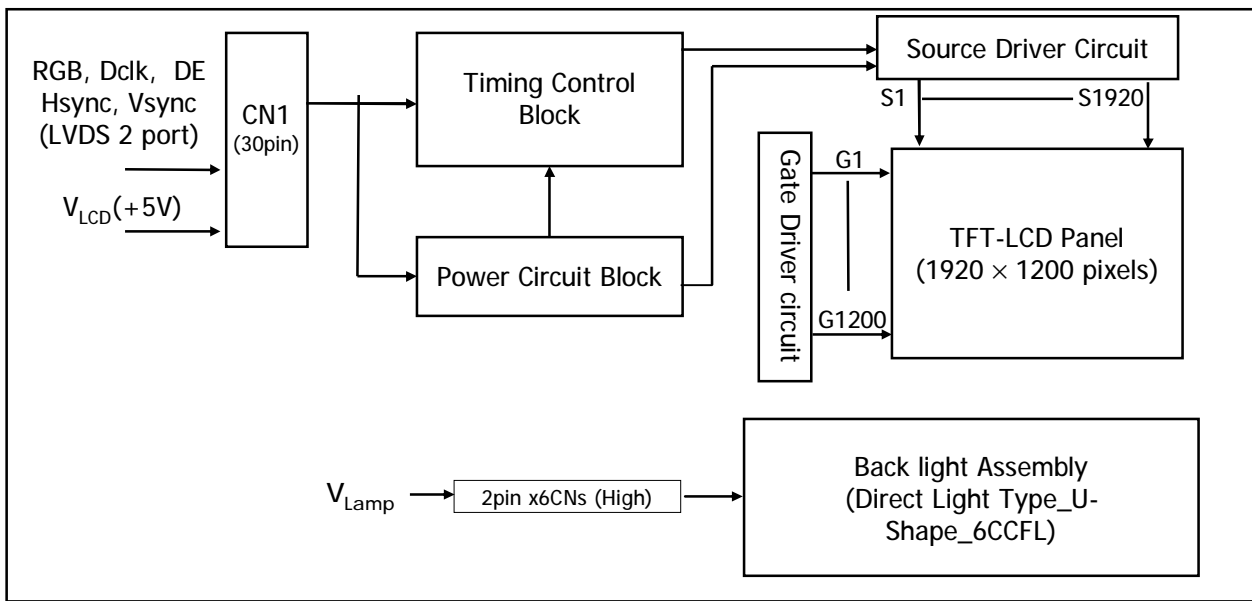 RGB, Dclk, DE
Hsync, Vsync
(LVDS 2 port)
VLCD(+5V)
CN1
(30pin)
Timing Control
Block
Power Circuit Block
Source Driver Circuit
S1
S1920
Gate Driver circuit
G1
G1200
TFT-LCD Panel
(1920 × 1200 pixels)
VLamp
2pin x6CNs (High)
Back light Assembly
(Direct Light Type_U-
Shape_6CCFL)